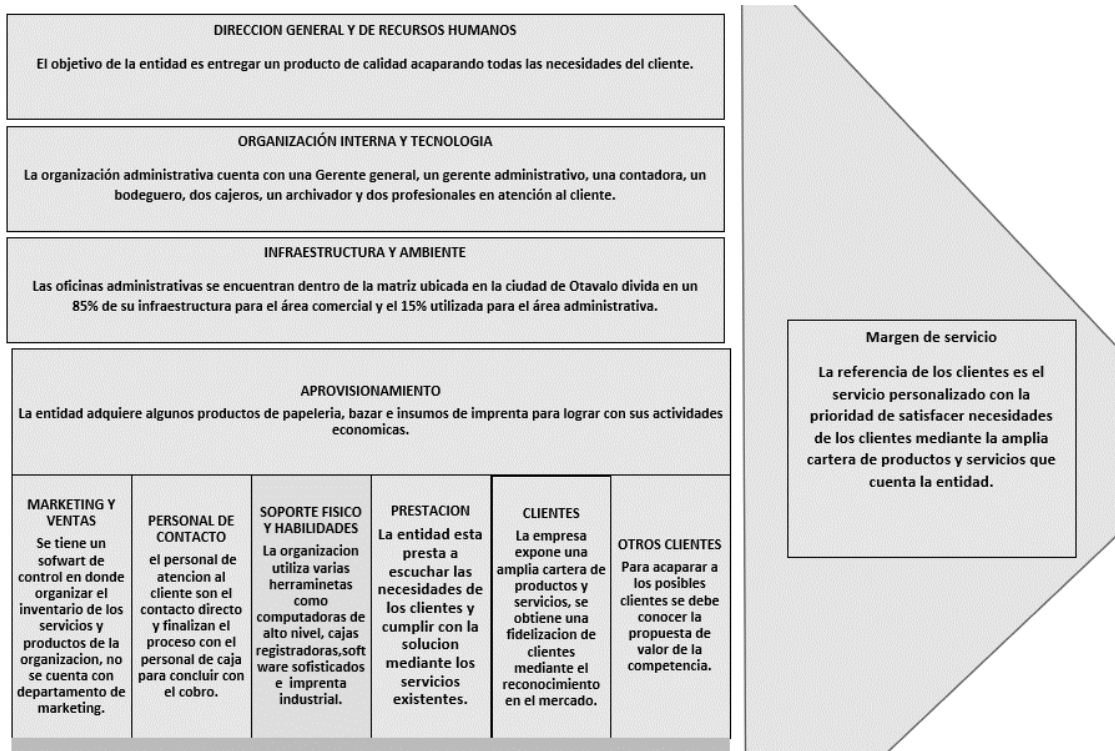 DIRECCION GENERAL Y DE RECURSOS HUMANOS
El objetivo de la entidad es entregar un producto de calidad acaparando todas las necesidades del cliente.
ORGANIZACIÓN INTERNA Y TECNOLOGIA
La organización administrativa cuenta con una Gerente general, un gerente administrativo, una contadora, un
bodeguero, dos cajeros, un archivador y dos profesionales en atención al cliente.
INFRAESTRUCTURA Y AMBIENTE
Las oficinas administrativas se encuentran dentro de la matriz ubicada en la ciudad de Otavalo divida en un
85% de su infraestructura para el área comercial y el 15% utilizada para el área administrativa.
APROVISIONAMIENTO
La entidad adquiere algunos productos de papeleria, bazar e insumos de imprenta para lograr con sus actividades
economicas.
MARKETING Y
VENTAS
Se tiene un
sofwart de
control en donde
organizar el
inventario de los
servicios y
productos de la
organizacion, no
se cuenta con
departamento de
marketing.
PERSONAL DE
CONTACTO
el personal de
atencion al
cliente son el
contacto directo
y finalizan el
proceso con el
personal de caja
para concluir con
el cobro.
SOPORTE FISICO
Y HABILIDADES
La organizacion
utiliza varias
herraminetas
como
computadoras de
alto nivel, cajas
registradoras,soft
ware sofisticados
e imprenta
industrial.
PRESTACION
La entidad esta
presta a
escuchar las
necesidades de
los clientes y
cumplir con la
solucion
mediante los
servicios
existentes.
CLIENTES
La empresa
expone una
amplia cartera de
productos y
servicios, se
obtiene una
fidelizacion de
clientes
mediante el
reconocimiento
en el mercado.
OTROS CLIENTES
Para acaparar a
los posibles
clientes se debe
conocer la
propuesta de
valor de la
competencia.
Margen de servicio
La referencia de los clientes es el
servicio personalizado con la
prioridad de satisfacer necesidades
de los clientes mediante la amplia
cartera de productos y servicios que
cuenta la entidad.